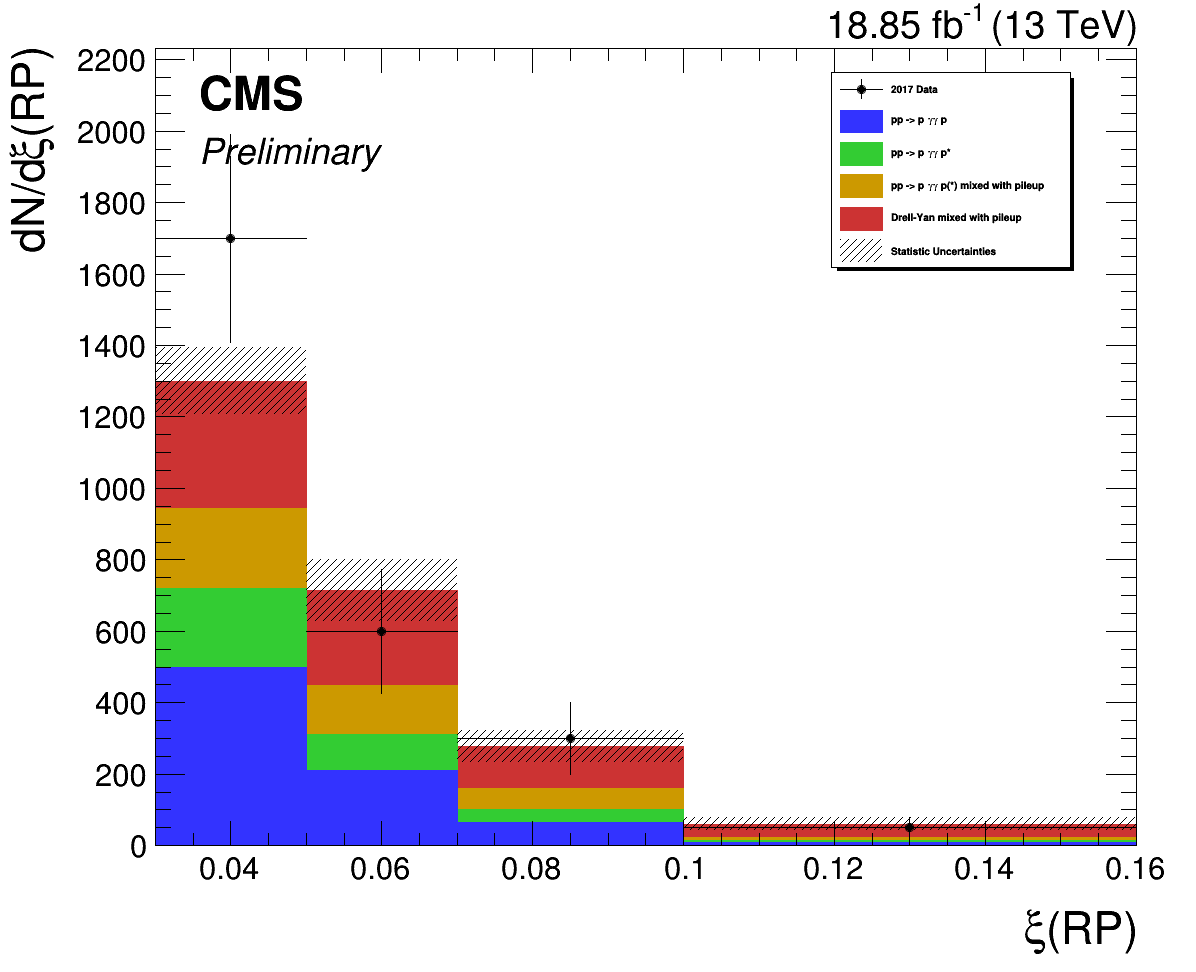 18.85 fb⁻¹ (13 TeV)
dN/dξ(RP)
CMS
Preliminary
2017 Data
pp -> p γγ p
pp -> p γγ p*
pp -> p γγ p(*) mixed with pileup
Drell-Yan mixed with pileup
Statistic Uncertainties
2200
2000
1800
1600
1400
1200
1000
800
600
400
200
0
0.04 0.06 0.08 0.1 0.12 0.14 0.16
ξ(RP)